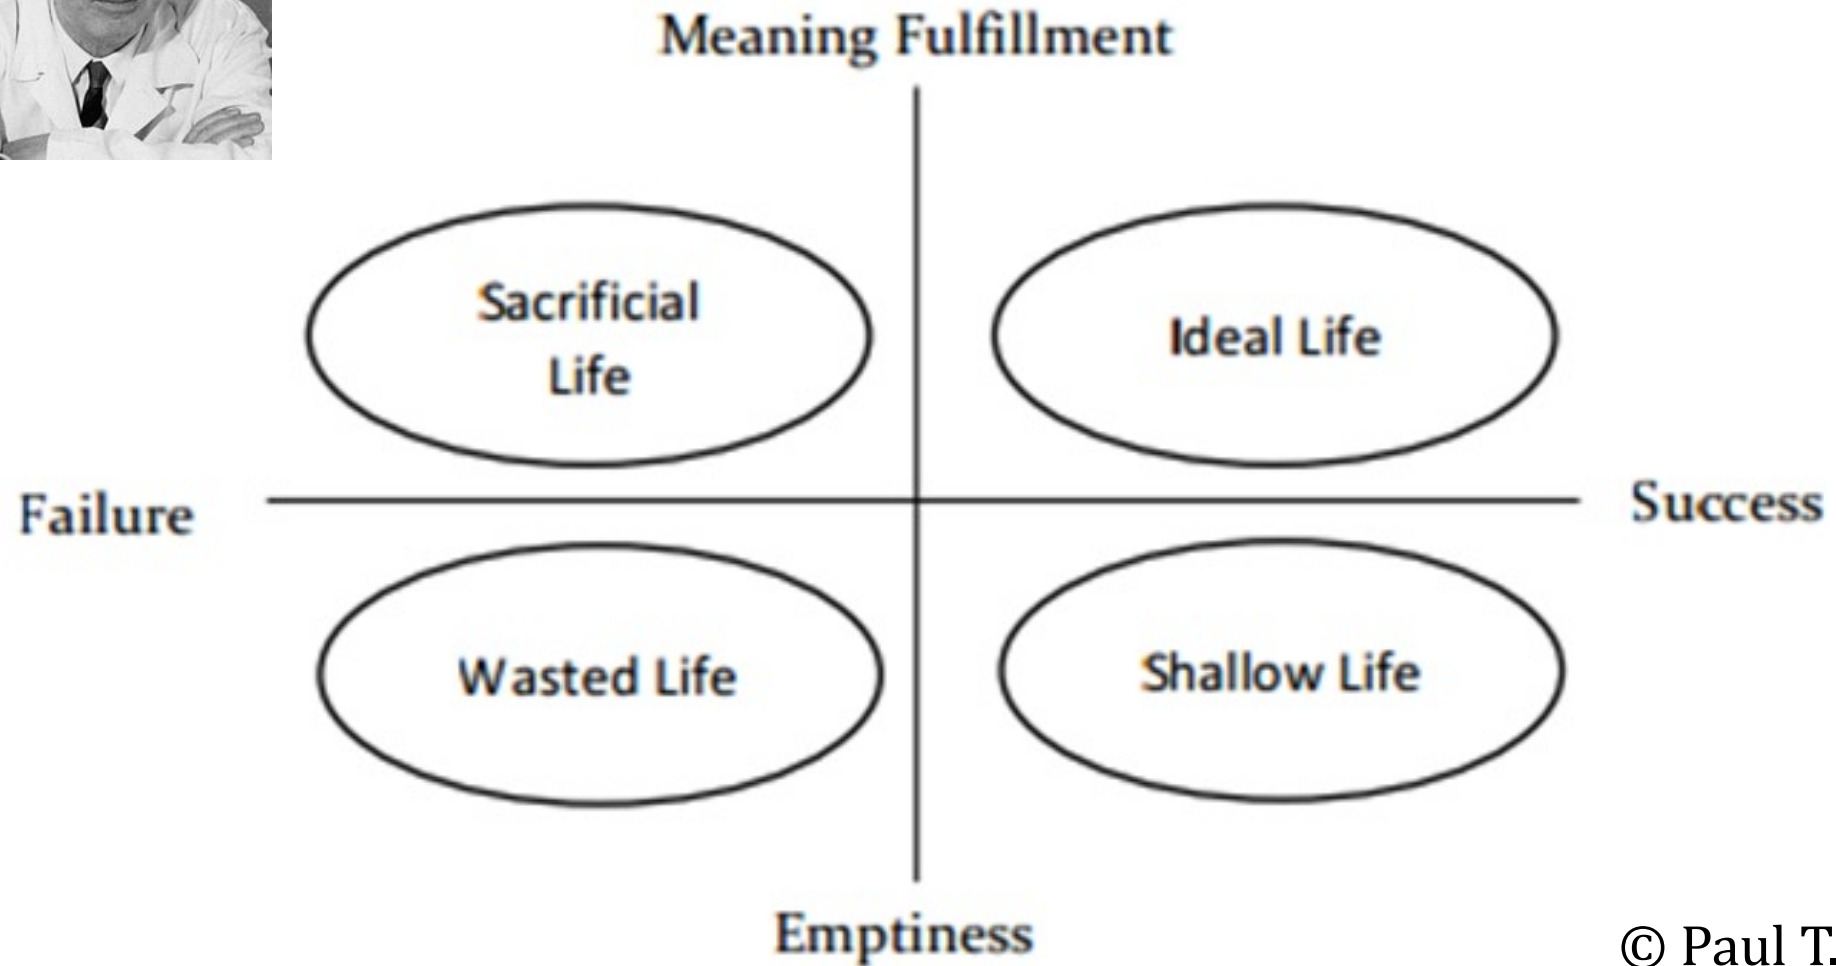 Meaning Fulfillment
Sacrificial
Life
Ideal Life
Failure
Success
Wasted Life
Shallow Life
Emptiness
© Paul T.